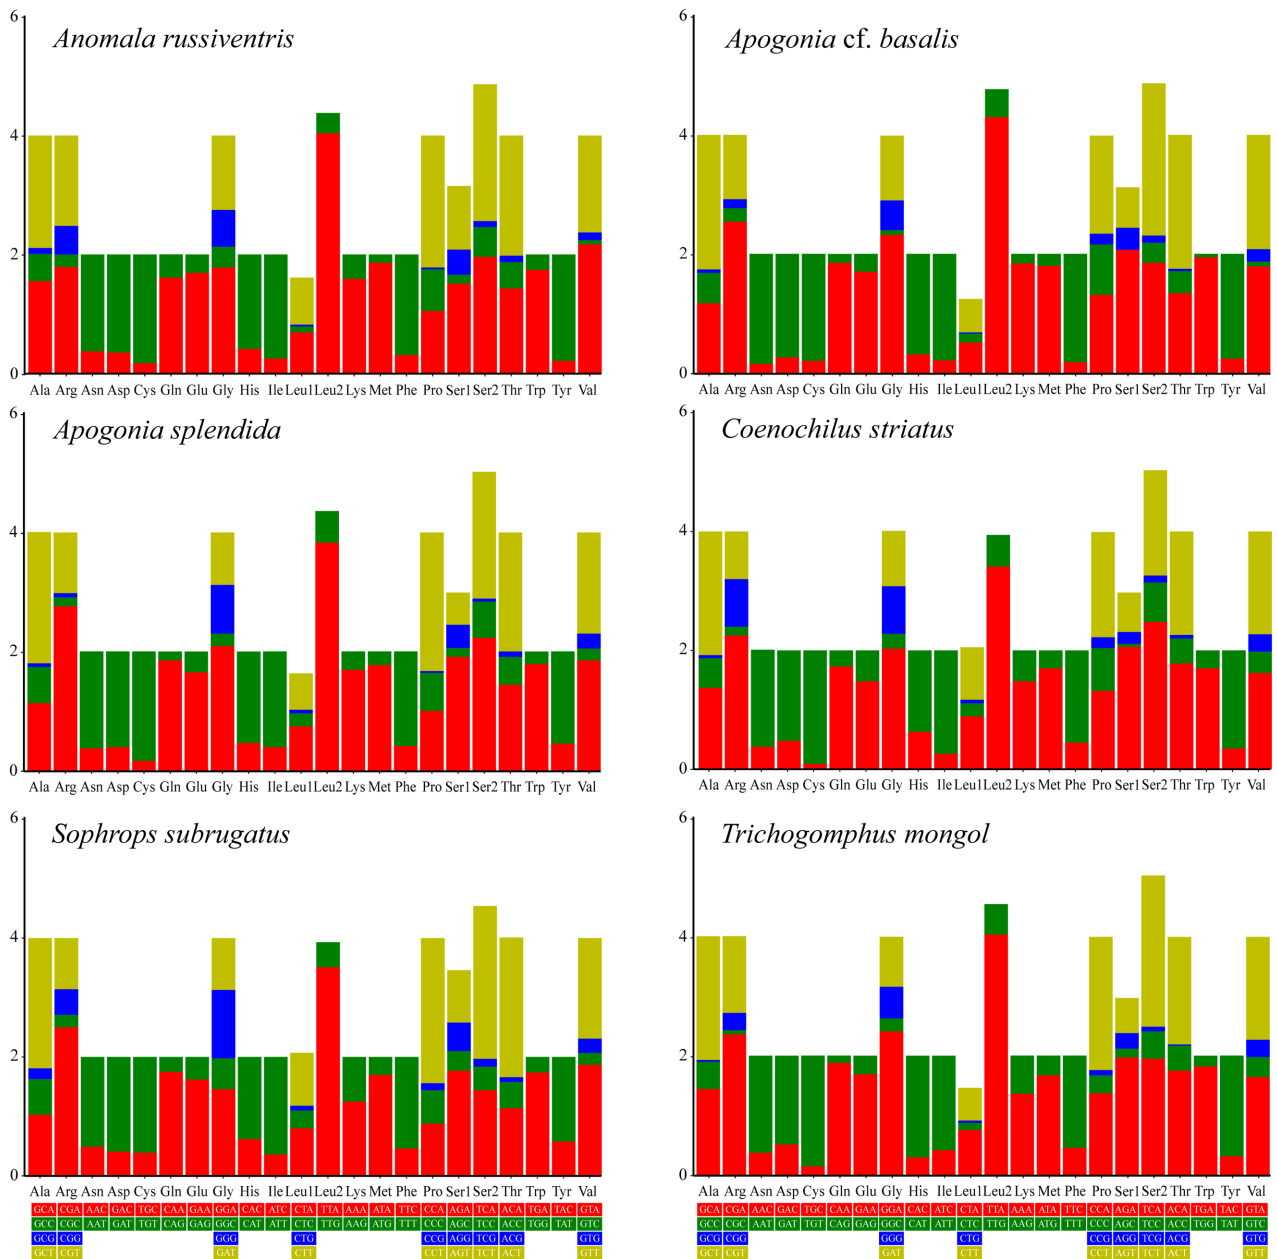 6
Anomala russiventris
4
2
0
Ala Arg Asn Asp Cys Gln Glu Gly His Ile Leu1 Leu2 Lys Met Phe Pro Ser1 Ser2 Thr Trp Tyr Val
6
Apogonia cf. basalis
4
2
0
Ala Arg Asn Asp Cys Gln Glu Gly His Ile Leu1 Leu2 Lys Met Phe Pro Ser1 Ser2 Thr Trp Tyr Val
6
Apogonia splendida
4
2
0
Ala Arg Asn Asp Cys Gln Glu Gly His Ile Leu1 Leu2 Lys Met Phe Pro Ser1 Ser2 Thr Trp Tyr Val
6
Coenochilus striatus
4
2
0
Ala Arg Asn Asp Cys Gln Glu Gly His Ile Leu1 Leu2 Lys Met Phe Pro Ser1 Ser2 Thr Trp Tyr Val
6
Sophrops subrugatus
4
2
0
Ala Arg Asn Asp Cys Gln Glu Gly His Ile Leu1 Leu2 Lys Met Phe Pro Ser1 Ser2 Thr Trp Tyr Val
GCA CGA AAC GAC TGC CAA GAA GGA CAC ATC CTA TTA AAA ATA TTC CCA AGA TCA ACA TGA TAC GTA
GCC CGC AAT GAT TGT CAG GAG GGC CAT ATT CTC TTG AAG ATG TTT CCC AGC TCC ACC TGG TAT GTC
GCG CGG GGG CTG CCG AGG TCG ACG GTG
GCT CGT GAT CTT CCT AGT TCT ACT GTT
6
Trichogomphus mongol
4
2
0
Ala Arg Asn Asp Cys Gln Glu Gly His Ile Leu1 Leu2 Lys Met Phe Pro Ser1 Ser2 Thr Trp Tyr Val
GCA CGA AAC GAC TGC CAA GAA GGA CAC ATC CTA TTA AAA ATA TTC CCA AGA TCA ACA TGA TAC GTA
GCC CGC AAT GAT TGT CAG GAG GGC CAT ATT CTC TTG AAG ATG TTT CCC AGC TCC ACC TGG TAT GTC
GCG CGG GGG CTG CCG AGG TCG ACG GTG
GCT CGT GAT CTT CCT AGT TCT ACT GTT